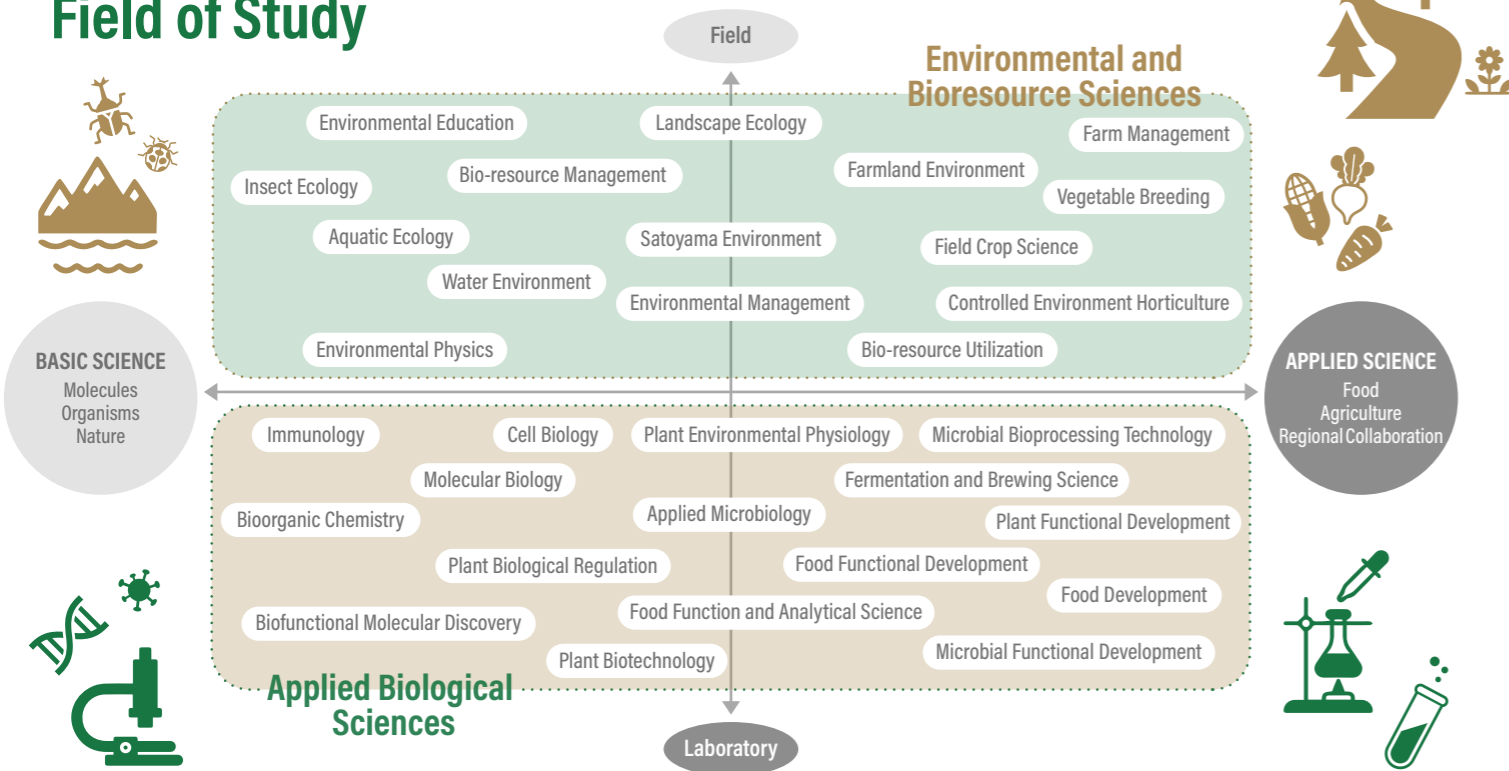 Field of Study
Field
Environmental and
Bioresource Sciences
Environmental Education
Landscape Ecology
Farm Management
Insect Ecology
Bio-resource Management
Farmland Environment
Vegetable Breeding
Aquatic Ecology
Satoyama Environment
Field Crop Science
Water Environment
Environmental Management
Controlled Environment Horticulture
Environmental Physics
Bio-resource Utilization
BASIC SCIENCE
Molecules
Organisms
Nature
APPLIED SCIENCE
Food
Agriculture
Regional Collaboration
Immunology
Cell Biology
Plant Environmental Physiology
Microbial Bioprocessing Technology
Molecular Biology
Fermentation and Brewing Science
Bioorganic Chemistry
Applied Microbiology
Plant Functional Development
Plant Biological Regulation
Food Functional Development
Food Development
Biofunctional Molecular Discovery
Food Function and Analytical Science
Plant Biotechnology
Microbial Functional Development
Applied Biological
Sciences
Laboratory